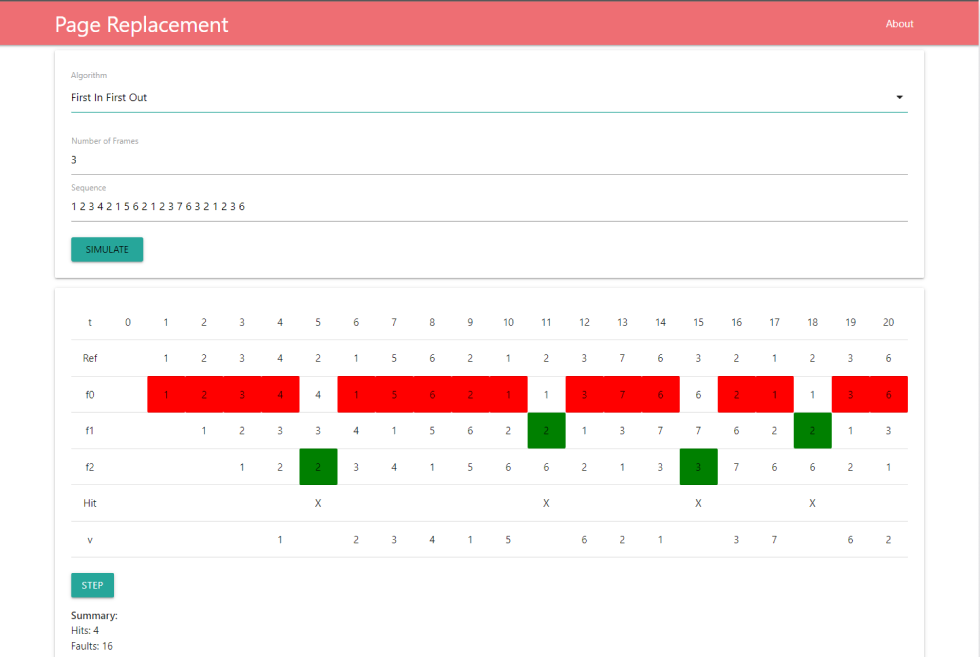 Page Replacement About
Algorithm
First In First Out
Number of Frames
3
Sequence
1 2 3 4 2 1 5 6 2 1 2 3 7 6 3 2 1 2 3 6
SIMULATE
t 0 1 2 3 4 5 6 7 8 9 10 11 12 13 14 15 16 17 18 19 20
Ref 1 2 3 4 2 1 5 6 2 1 2 3 7 6 3 2 1 2 3 6
f0 1 2 3 4 4 1 5 6 2 1 1 3 7 6 6 2 1 1 3 6
f1 1 2 3 3 4 1 5 6 2 2 1 3 7 7 6 2 2 1 3
f2 1 2 2 3 4 1 5 6 6 2 1 3 3 7 6 6 2 1
Hit X X X X
v 1 2 3 4 1 5 6 2 1 3 7 6 2
STEP
Summary:
Hits: 4
Faults: 16